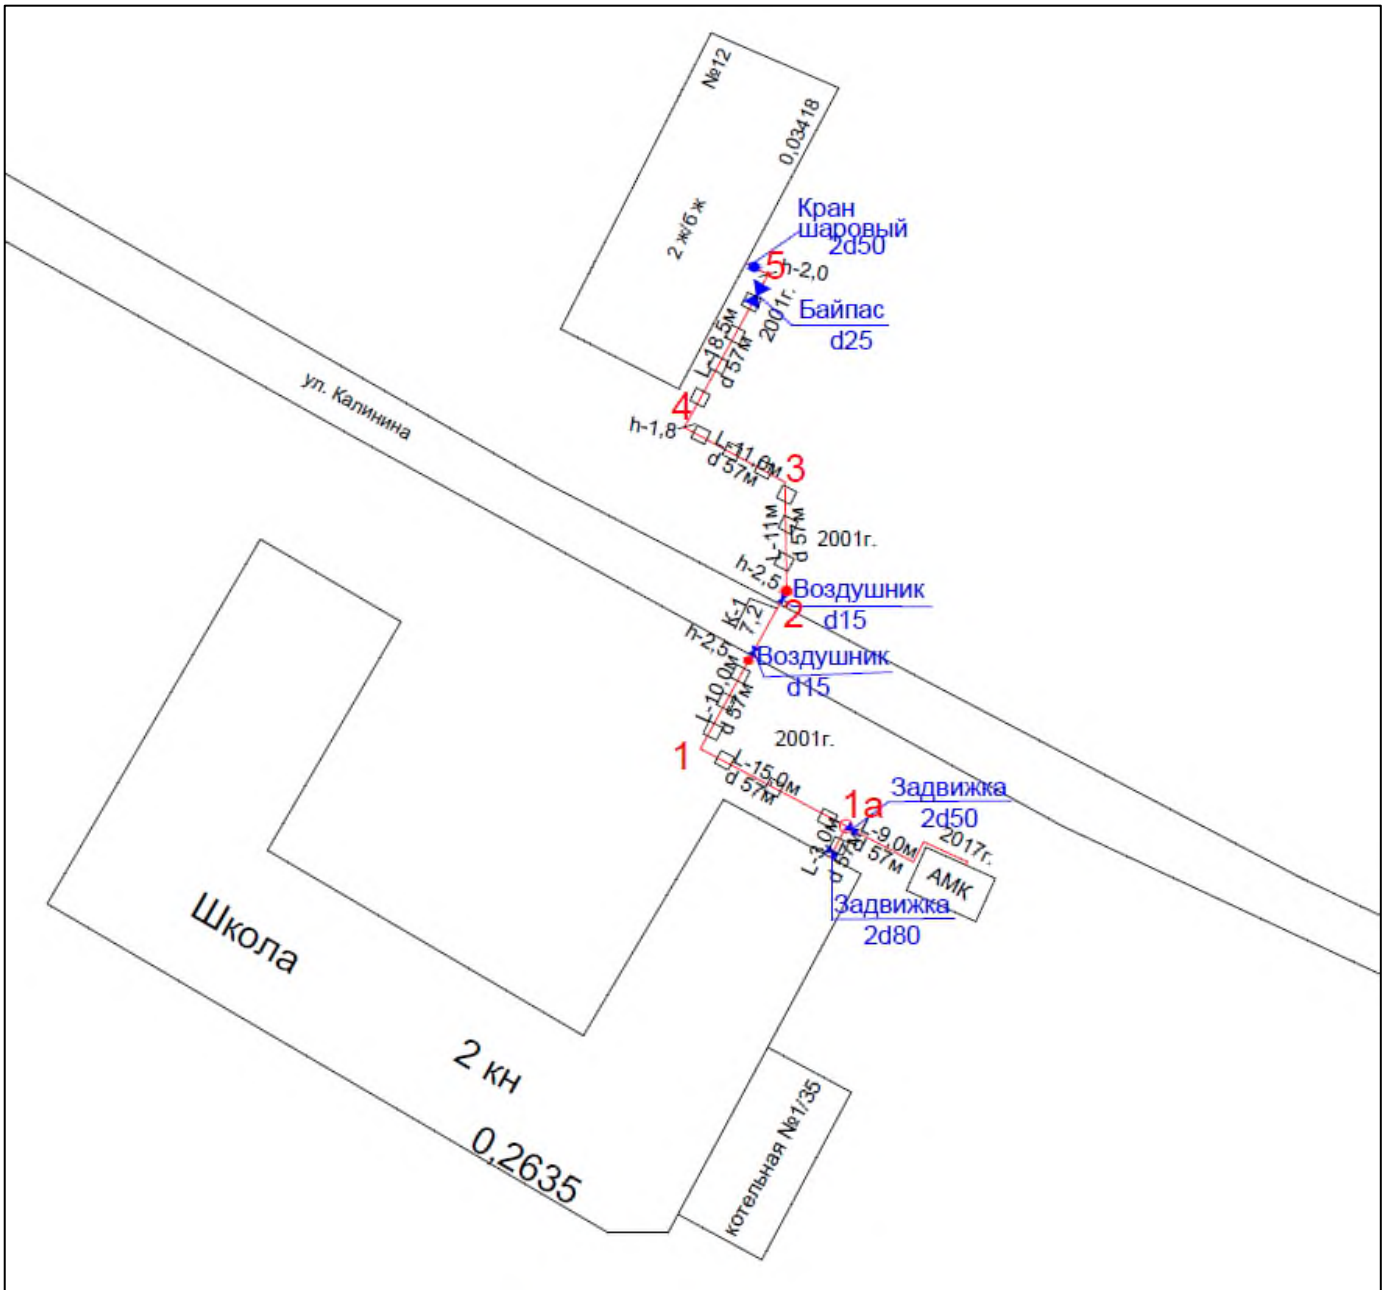 №12
0,03418
2 ж/б ж
Кран
шаровый
2d50
5
h-2,0
2001г.
Байпас
d25
L-18,5м
d 57м
4
h-1,8
ул. Калинина
L-11,0м
d 57м
3
L-11м
d 57м
2001г.
h-2,5
Воздушник
d15
2
К-1
7,2
h-2,5
Воздушник
d15
L-10,0м
d 57м
1
2001г.
L-15,0м
d 57м
1а
Задвижка
2d50
L-9,0м
d 57м
2017г.
АМК
L-3,0м
d 57м
Задвижка
2d80
Школа
2 кн
0,2635
котельная №1/35